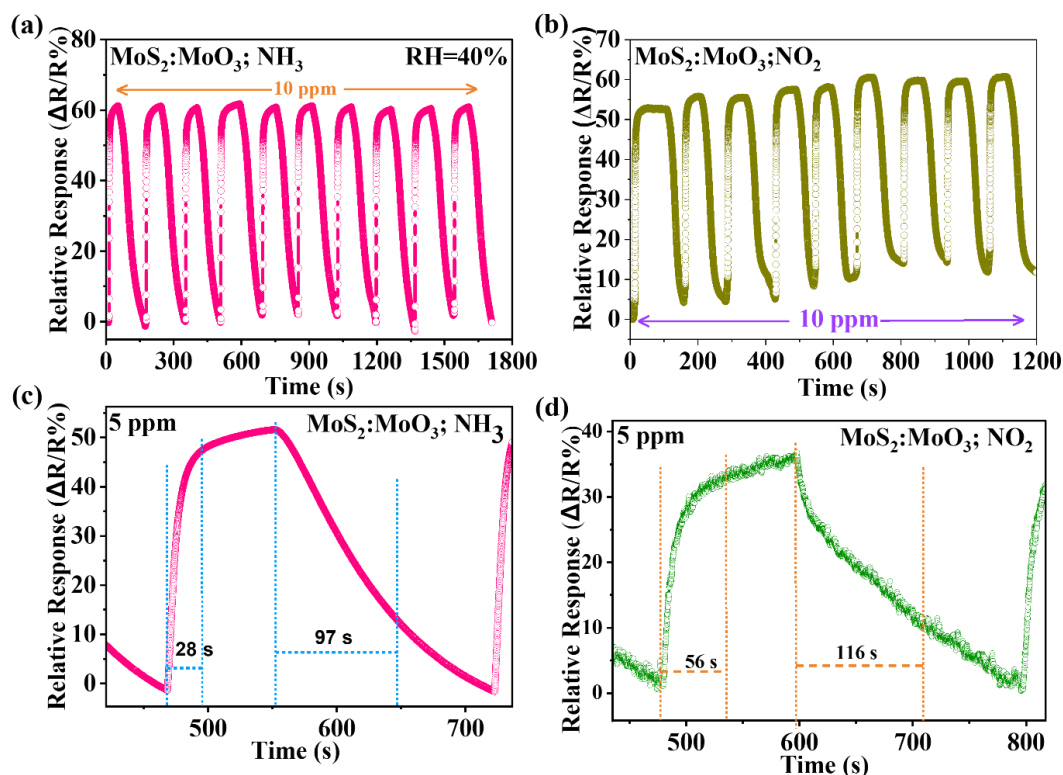 (a)
MoS₂:MoO₃; NH₃ RH=40%
10 ppm
Relative Response (ΔR/R%)
80
60
40
20
0
0 300 600 900 1200 1500 1800
Time (s)
(b)
MoS₂:MoO₃;NO₂
10 ppm
Relative Response (ΔR/R%)
70
60
50
40
30
20
10
0
0 200 400 600 800 1000 1200
Time (s)
(c)
5 ppm MoS₂:MoO₃; NH₃
28 s
97 s
Relative Response (ΔR/R%)
50
40
30
20
10
0
500 600 700
Time (s)
(d)
5 ppm MoS₂:MoO₃; NO₂
56 s
116 s
Relative Response (ΔR/R%)
40
30
20
10
0
500 600 700 800
Time (s)